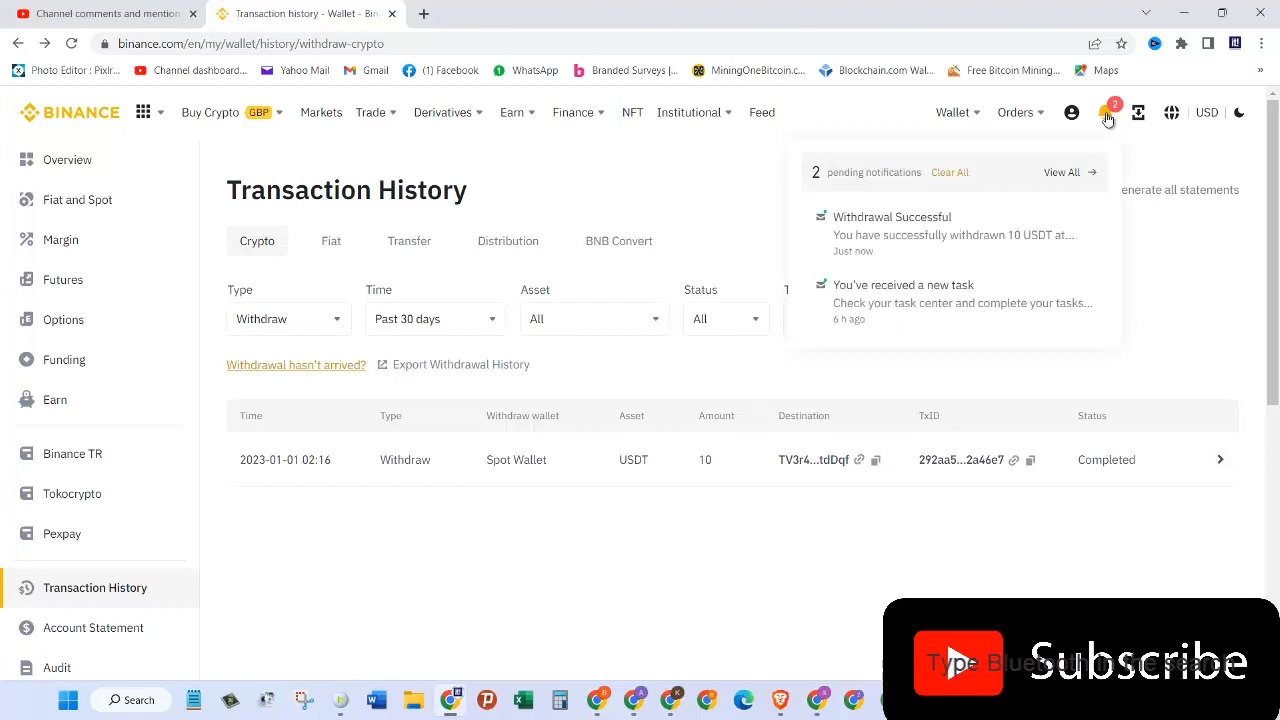 Channel comments and mention
Transaction history - Wallet - Bin
binance.com/en/my/wallet/history/withdraw-crypto
Photo Editor : Pixlr...
Channel dashboard...
Yahoo Mail
Gmail
(1) Facebook
WhatsApp
Branded Surveys |...
MiningOneBitcoin.c...
Blockchain.com Wal...
Free Bitcoin Mining...
Maps
»
BINANCE
Buy Crypto GBP
Markets
Trade
Derivatives
Earn
Finance
NFT
Institutional
Feed
Wallet
Orders
2
USD
Overview
Fiat and Spot
Margin
Futures
Options
Funding
Earn
Binance TR
Tokocrypto
Pexpay
Transaction History
Account Statement
Audit
Transaction History
enerate all statements
2 pending notifications Clear All View All →
Withdrawal Successful
You have successfully withdrawn 10 USDT at...
Just now
You've received a new task
Check your task center and complete your tasks...
6 h ago
Crypto Fiat Transfer Distribution BNB Convert
Type Time Asset Status T
Withdraw Past 30 days All All
Withdrawal hasn't arrived? Export Withdrawal History
Time Type Withdraw wallet Asset Amount Destination TxID Status
2023-01-01 02:16 Withdraw Spot Wallet USDT 10 TV3r4...tdDqf 292aa5...2a46e7 Completed
Subscribe
Type Bluetooth in the search
Search